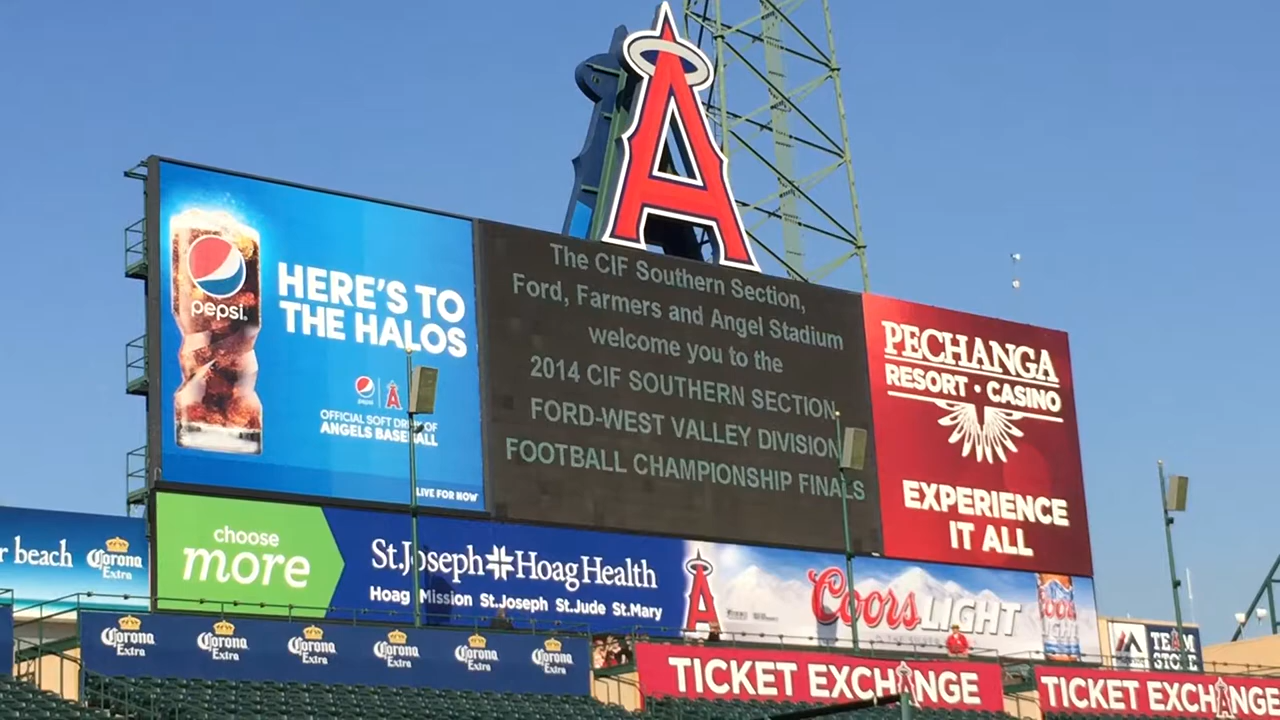 A
pepsi.
HERE'S TO
THE HALOS
pepsi A
OFFICIAL SOFT DRINK OF
ANGELS BASEBALL
LIVE FOR NOW
The CIF Southern Section,
Ford, Farmers and Angel Stadium
welcome you to the
2014 CIF SOUTHERN SECTION
FORD-WEST VALLEY DIVISION
FOOTBALL CHAMPIONSHIP FINALS
PECHANGA
RESORT • CASINO
EXPERIENCE
IT ALL
r beach
Corona
Extra
choose
more
St.Joseph Hoag Health
Hoag Mission St.Joseph St.Jude St.Mary
A
Coors LIGHT
Coors
LIGHT
Corona
Extra
Corona
Extra
Corona
Extra
Corona
Extra
Corona
Extra
Corona
Extra
TICKET EXCHANGE
TEAM
STORE
TICKET EXCHANGE